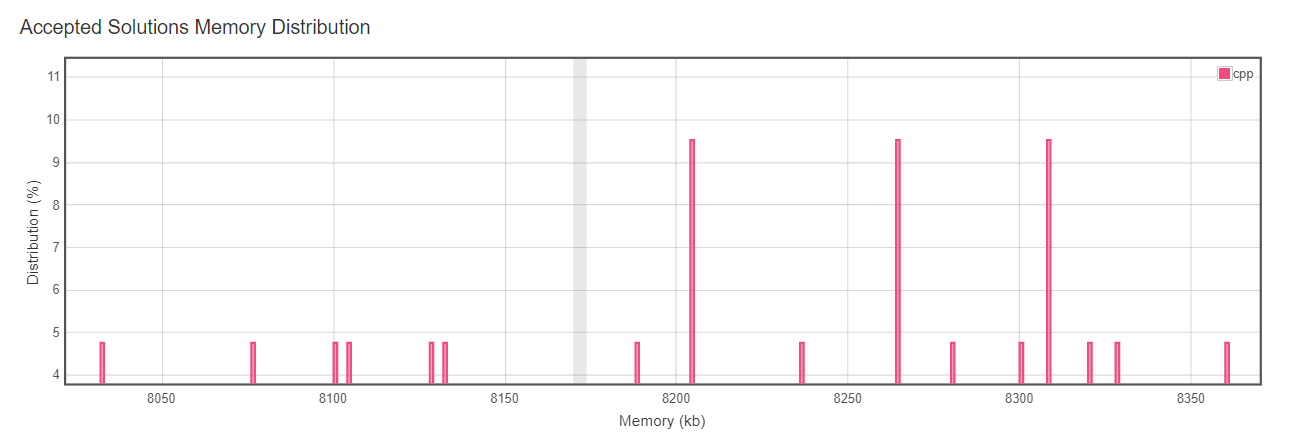 Accepted Solutions Memory Distribution
cpp
11
10
9
8
7
6
5
4
Distribution (%)
8050 8100 8150 8200 8250 8300 8350
Memory (kb)